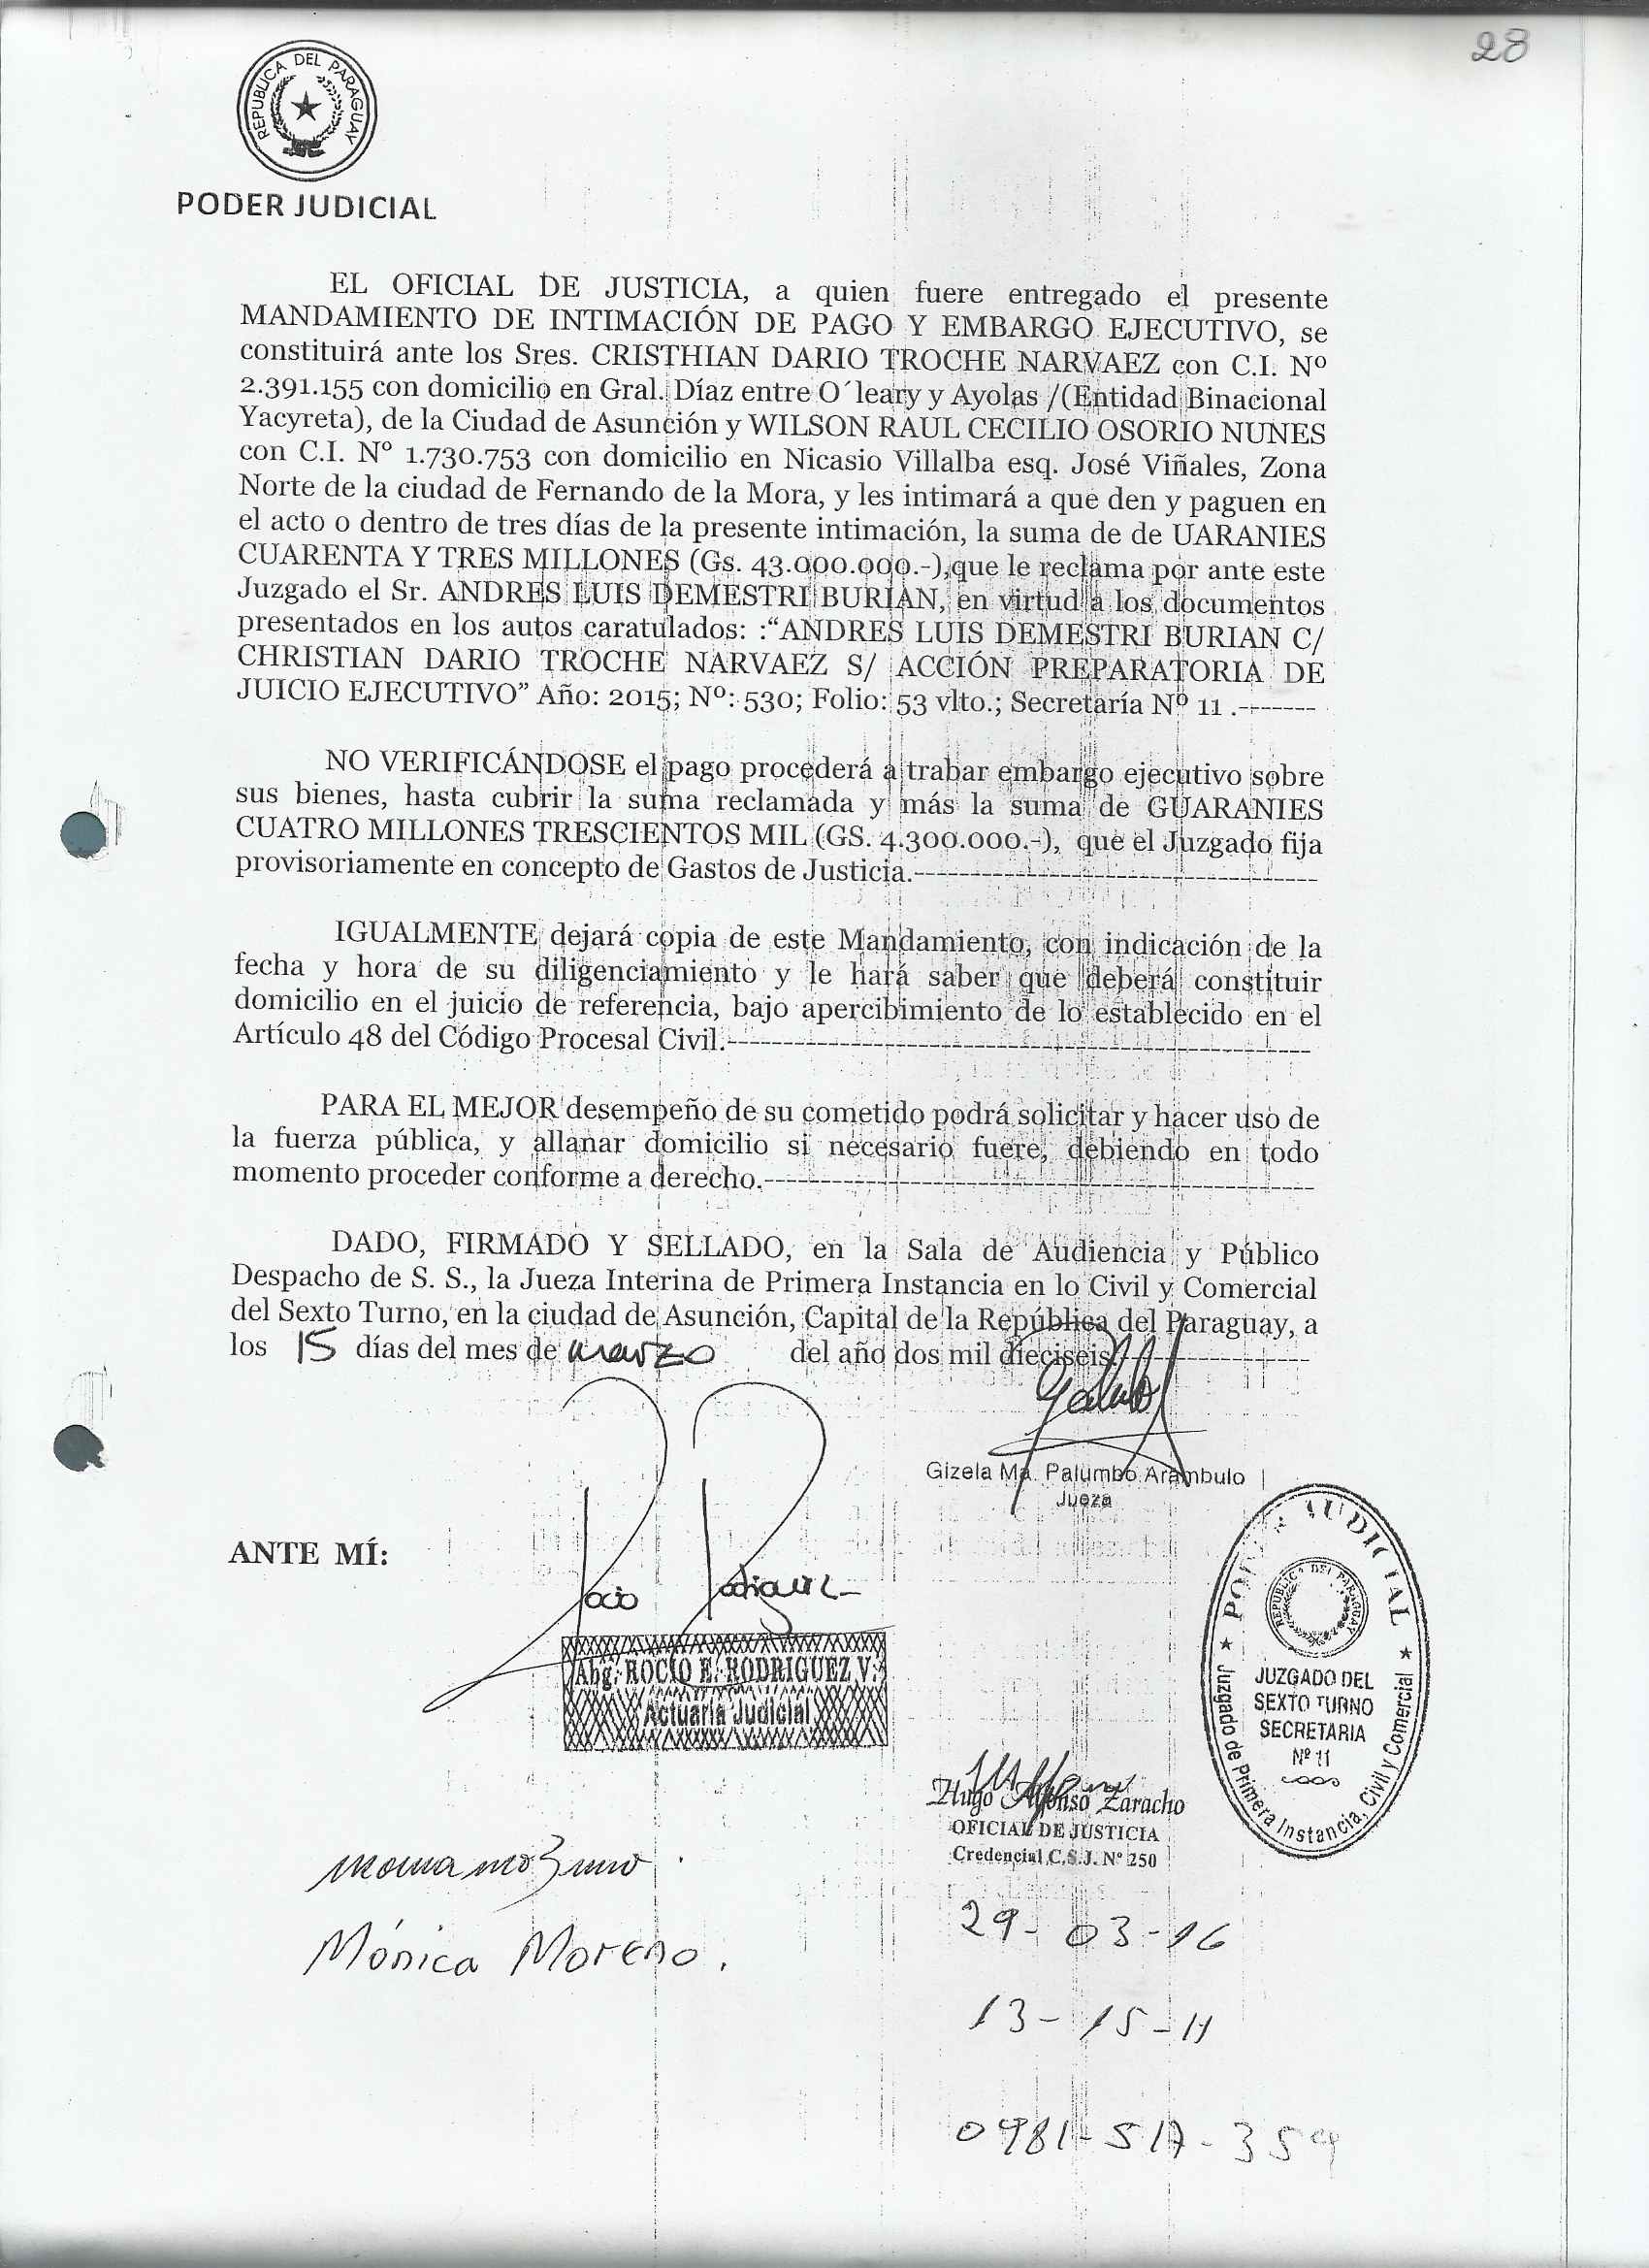 28
REPUBLICA DEL PARAGUAY
PODER JUDICIAL
EL OFICIAL DE JUSTICIA, a quien fuere entregado el presente
MANDAMIENTO DE INTIMACIÓN DE PAGO Y EMBARGO EJECUTIVO, se
constituirá ante los Sres. CRISTHIAN DARIO TROCHE NARVAEZ con C.I. Nº
2.391.155 con domicilio en Gral. Díaz entre O´leary y Ayolas /(Entidad Binacional
Yacyreta), de la Ciudad de Asunción y WILSON RAUL CECILIO OSORIO NUNES
con C.I. Nº 1.730.753 con domicilio en Nicasio Villalba esq. José Viñales, Zona
Norte de la ciudad de Fernando de la Mora, y les intimará a que den y paguen en
el acto o dentro de tres días de la presente intimación, la suma de de UARANIES
CUARENTA Y TRES MILLONES (Gs. 43.000.000.-),que le reclama por ante este
Juzgado el Sr. ANDRES LUIS DEMESTRI BURIAN, en virtud a los documentos
presentados en los autos caratulados: :“ANDRES LUIS DEMESTRI BURIAN C/
CHRISTIAN DARIO TROCHE NARVAEZ S/ ACCIÓN PREPARATORIA DE
JUICIO EJECUTIVO” Año: 2015; Nº: 530; Folio: 53 vlto.; Secretaría Nº 11 .-------
NO VERIFICÁNDOSE el pago procederá a trabar embargo ejecutivo sobre
sus bienes, hasta cubrir la suma reclamada y más la suma de GUARANIES
CUATRO MILLONES TRESCIENTOS MIL (GS. 4.300.000.-), que el Juzgado fija
provisoriamente en concepto de Gastos de Justicia.------------------------------------
IGUALMENTE dejará copia de este Mandamiento, con indicación de la
fecha y hora de su diligenciamiento y le hará saber que deberá constituir
domicilio en el juicio de referencia, bajo apercibimiento de lo establecido en el
Artículo 48 del Código Procesal Civil.----------------------------------------------------
PARA EL MEJOR desempeño de su cometido podrá solicitar y hacer uso de
la fuerza pública, y allanar domicilio si necesario fuere, debiendo en todo
momento proceder conforme a derecho.-------------------------------------------------
DADO, FIRMADO Y SELLADO, en la Sala de Audiencia y Público
Despacho de S. S., la Jueza Interina de Primera Instancia en lo Civil y Comercial
del Sexto Turno, en la ciudad de Asunción, Capital de la República del Paraguay, a
los 15 días del mes de marzo del año dos mil dieciseis.-----------------
Gizela Ma. Palumbo Arambulo
Jueza
ANTE MÍ:
Rocio Rodriguez
Abg. ROCIO E. RODRIGUEZ V.
Actuaria Judicial
PODER JUDICIAL
REPUBLICA DEL PARAGUAY
JUZGADO DEL
SEXTO TURNO
SECRETARIA
Nº 11
Juzgado de Primera Instancia, Civil y Comercial
Hugo Alfonso Zaracho
OFICIAL DE JUSTICIA
Credencial C.S.J. Nº 250
Mónica Moreno.
29-03-16
13-15-H
0981-517-359